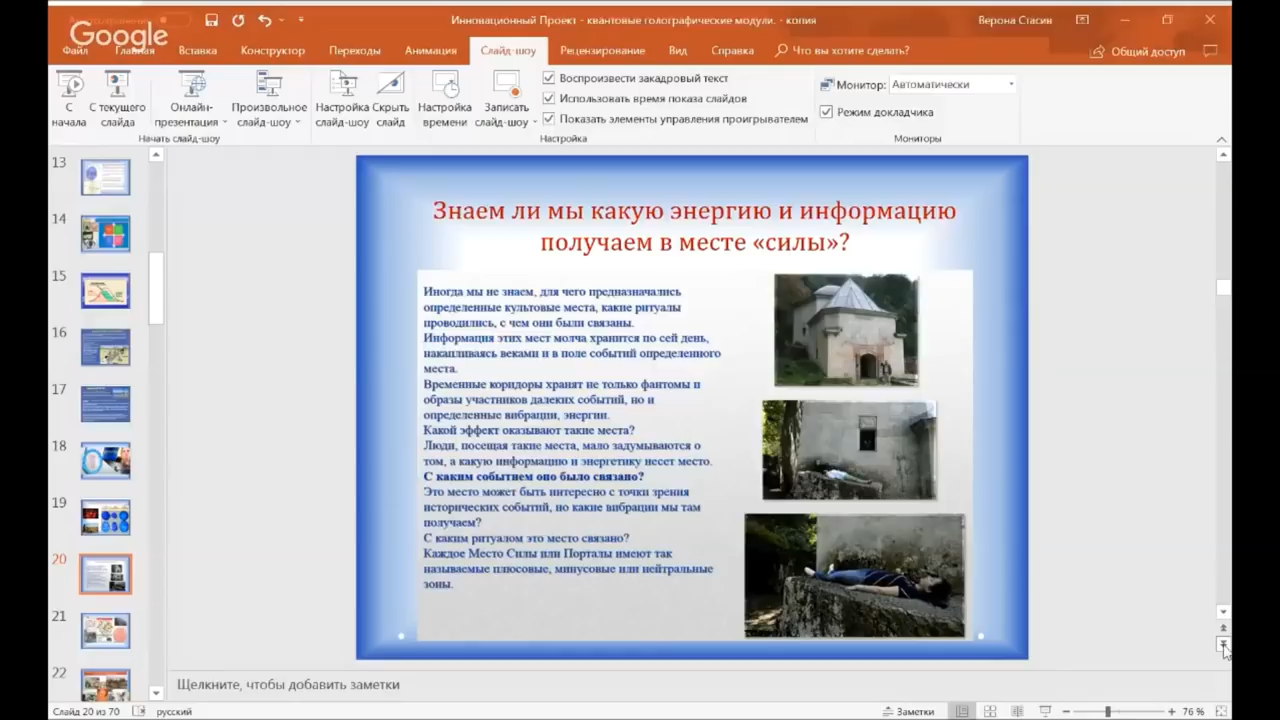 Google
Инновационный Проект - квантовые голографические модули. - копия
Верона Стасин
Файл Главная Вставка Конструктор Переходы Анимация Слайд-шоу Рецензирование Вид Справка Что вы хотите сделать? Общий доступ
С начала
С текущего слайда
Онлайн-презентация
Произвольное слайд-шоу
Начать слайд-шоу
Настройка слайд-шоу
Скрыть слайд
Настройка времени
Записать слайд-шоу
Воспроизвести закадровый текст
Использовать время показа слайдов
Показать элементы управления проигрывателем
Настройка
Монитор: Автоматически
Режим докладчика
Мониторы
13
14
15
16
17
18
19
20
21
22
Знаем ли мы какую энергию и информацию
получаем в месте «силы»?
Иногда мы не знаем, для чего предназначались
определенные культовые места, какие ритуалы
проводились, с чем они были связаны.
Информация этих мест молча хранится по сей день,
накапливаясь веками и в поле событий определенного
места.
Временные коридоры хранят не только фантомы и
образы участников далеких событий, но и
определенные вибрации, энергии.
Какой эффект оказывают такие места?
Люди, посещая такие места, мало задумываются о
том, а какую информацию и энергетику несет место.
С каким событием оно было связано?
Это место может быть интересно с точки зрения
исторических событий, но какие вибрации мы там
получаем?
С каким ритуалом это место связано?
Каждое Место Силы или Порталы имеют так
называемые плюсовые, минусовые или нейтральные
зоны.
Щелкните, чтобы добавить заметки
Слайд 20 из 70 русский Заметки 76 %